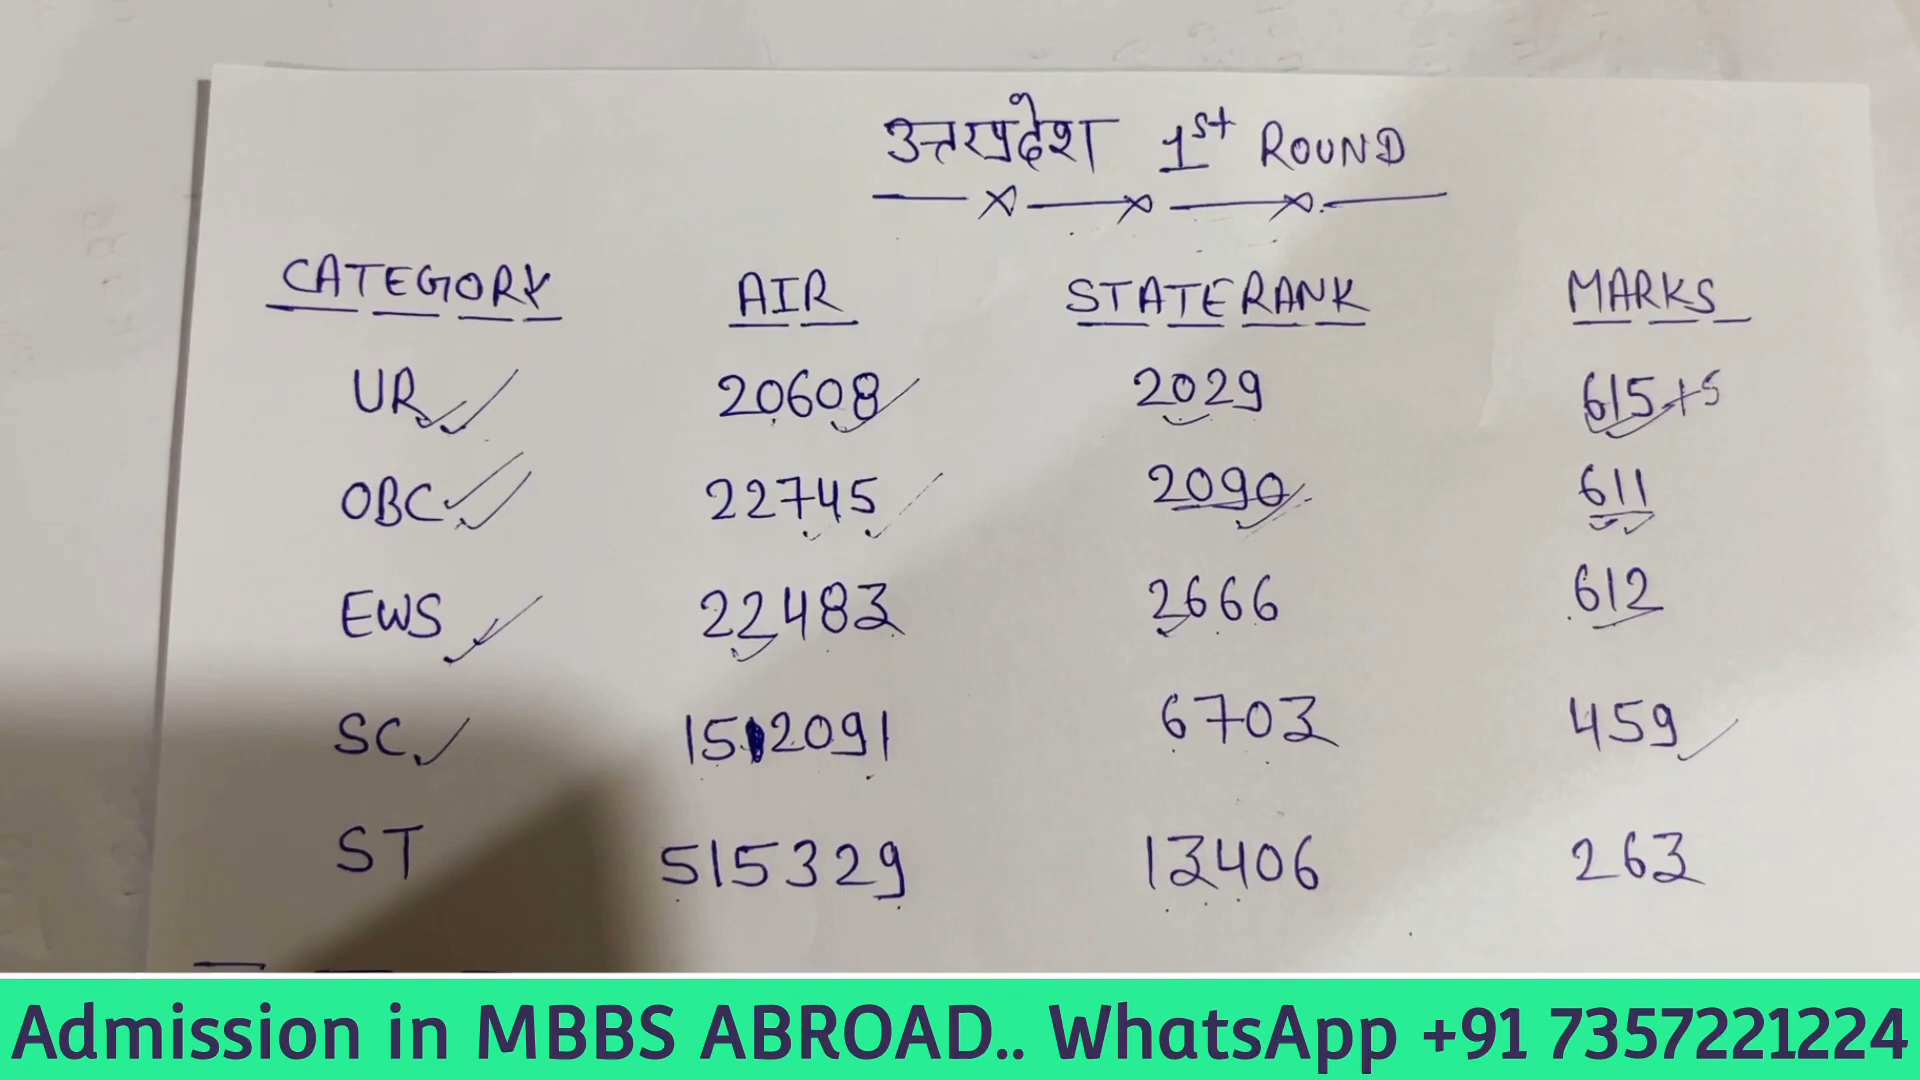 उत्तरप्रदेश 1st ROUND
CATEGORY AIR STATE RANK MARKS
UR 20608 2029 615+5
OBC 22745 2090 611
EWS 22483 2666 612
SC 152091 6703 459
ST 515329 13406 263
Admission in MBBS ABROAD.. WhatsApp +91 7357221224